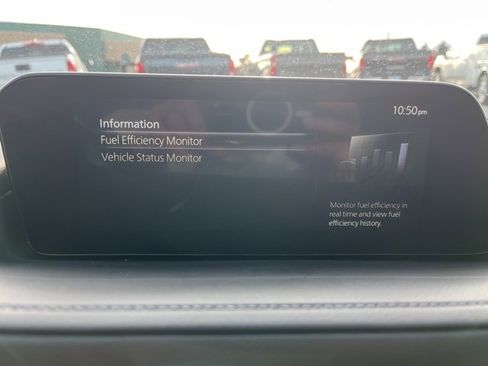 10:50pm
Information
Fuel Efficiency Monitor
Vehicle Status Monitor
Monitor fuel efficiency in
real time and view fuel
efficiency history.